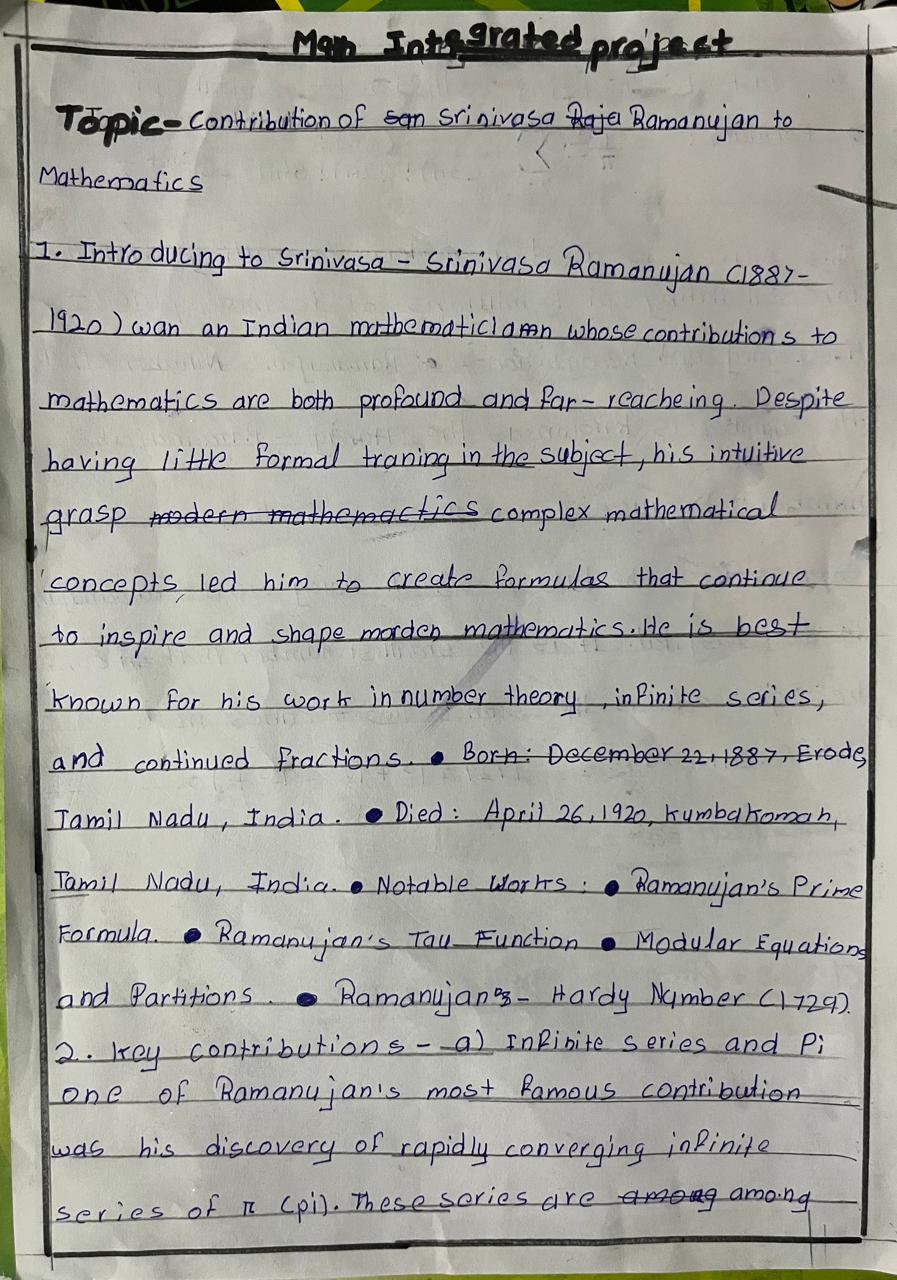 Man Integrated project
Topic- Contribution of san Srinivasa Raja Ramanujan to
Mathematics
1. Introducing to Srinivasa - Srinivasa Ramanujan (1887-
1920) wan an Indian mathematiciamn whose contributions to
mathematics are both profound and far-reacheing. Despite
having little formal traning in the subject, his intuitive
grasp modern mathemactics complex mathematical
concepts, led him to create formulas that continue
to inspire and shape morden mathematics. He is best
known for his work in number theory, infinite series,
and continued fractions. • Born: December 22, 1887, Erode,
Tamil Nadu, India. • Died: April 26, 1920, Kumbakomah,
Tamil Nadu, India. • Notable Works: • Ramanujan's Prime
Formula. • Ramanujan's Tau Function • Modular Equations
and Partitions. • Ramanujan's - Hardy Nymber (1729).
2. Key contributions - a) Infinite series and Pi
one of Ramanujan's most famous contribution
was his discovery of rapidly converging infinite
series of π (pi). These series are among among